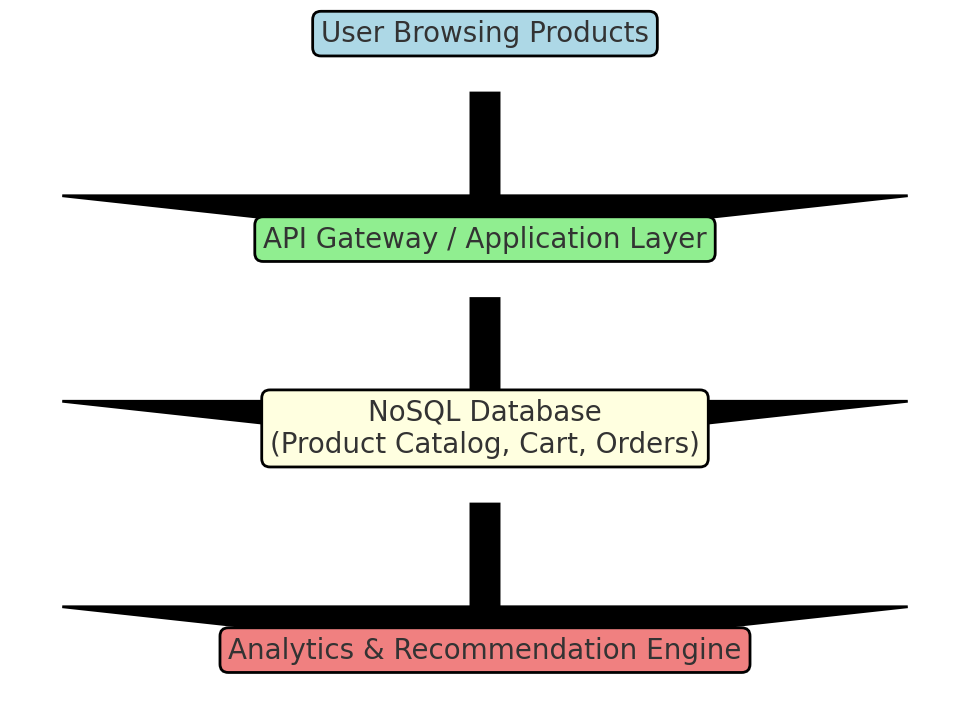 User Browsing Products
API Gateway / Application Layer
NoSQL Database
(Product Catalog, Cart, Orders)
Analytics & Recommendation Engine